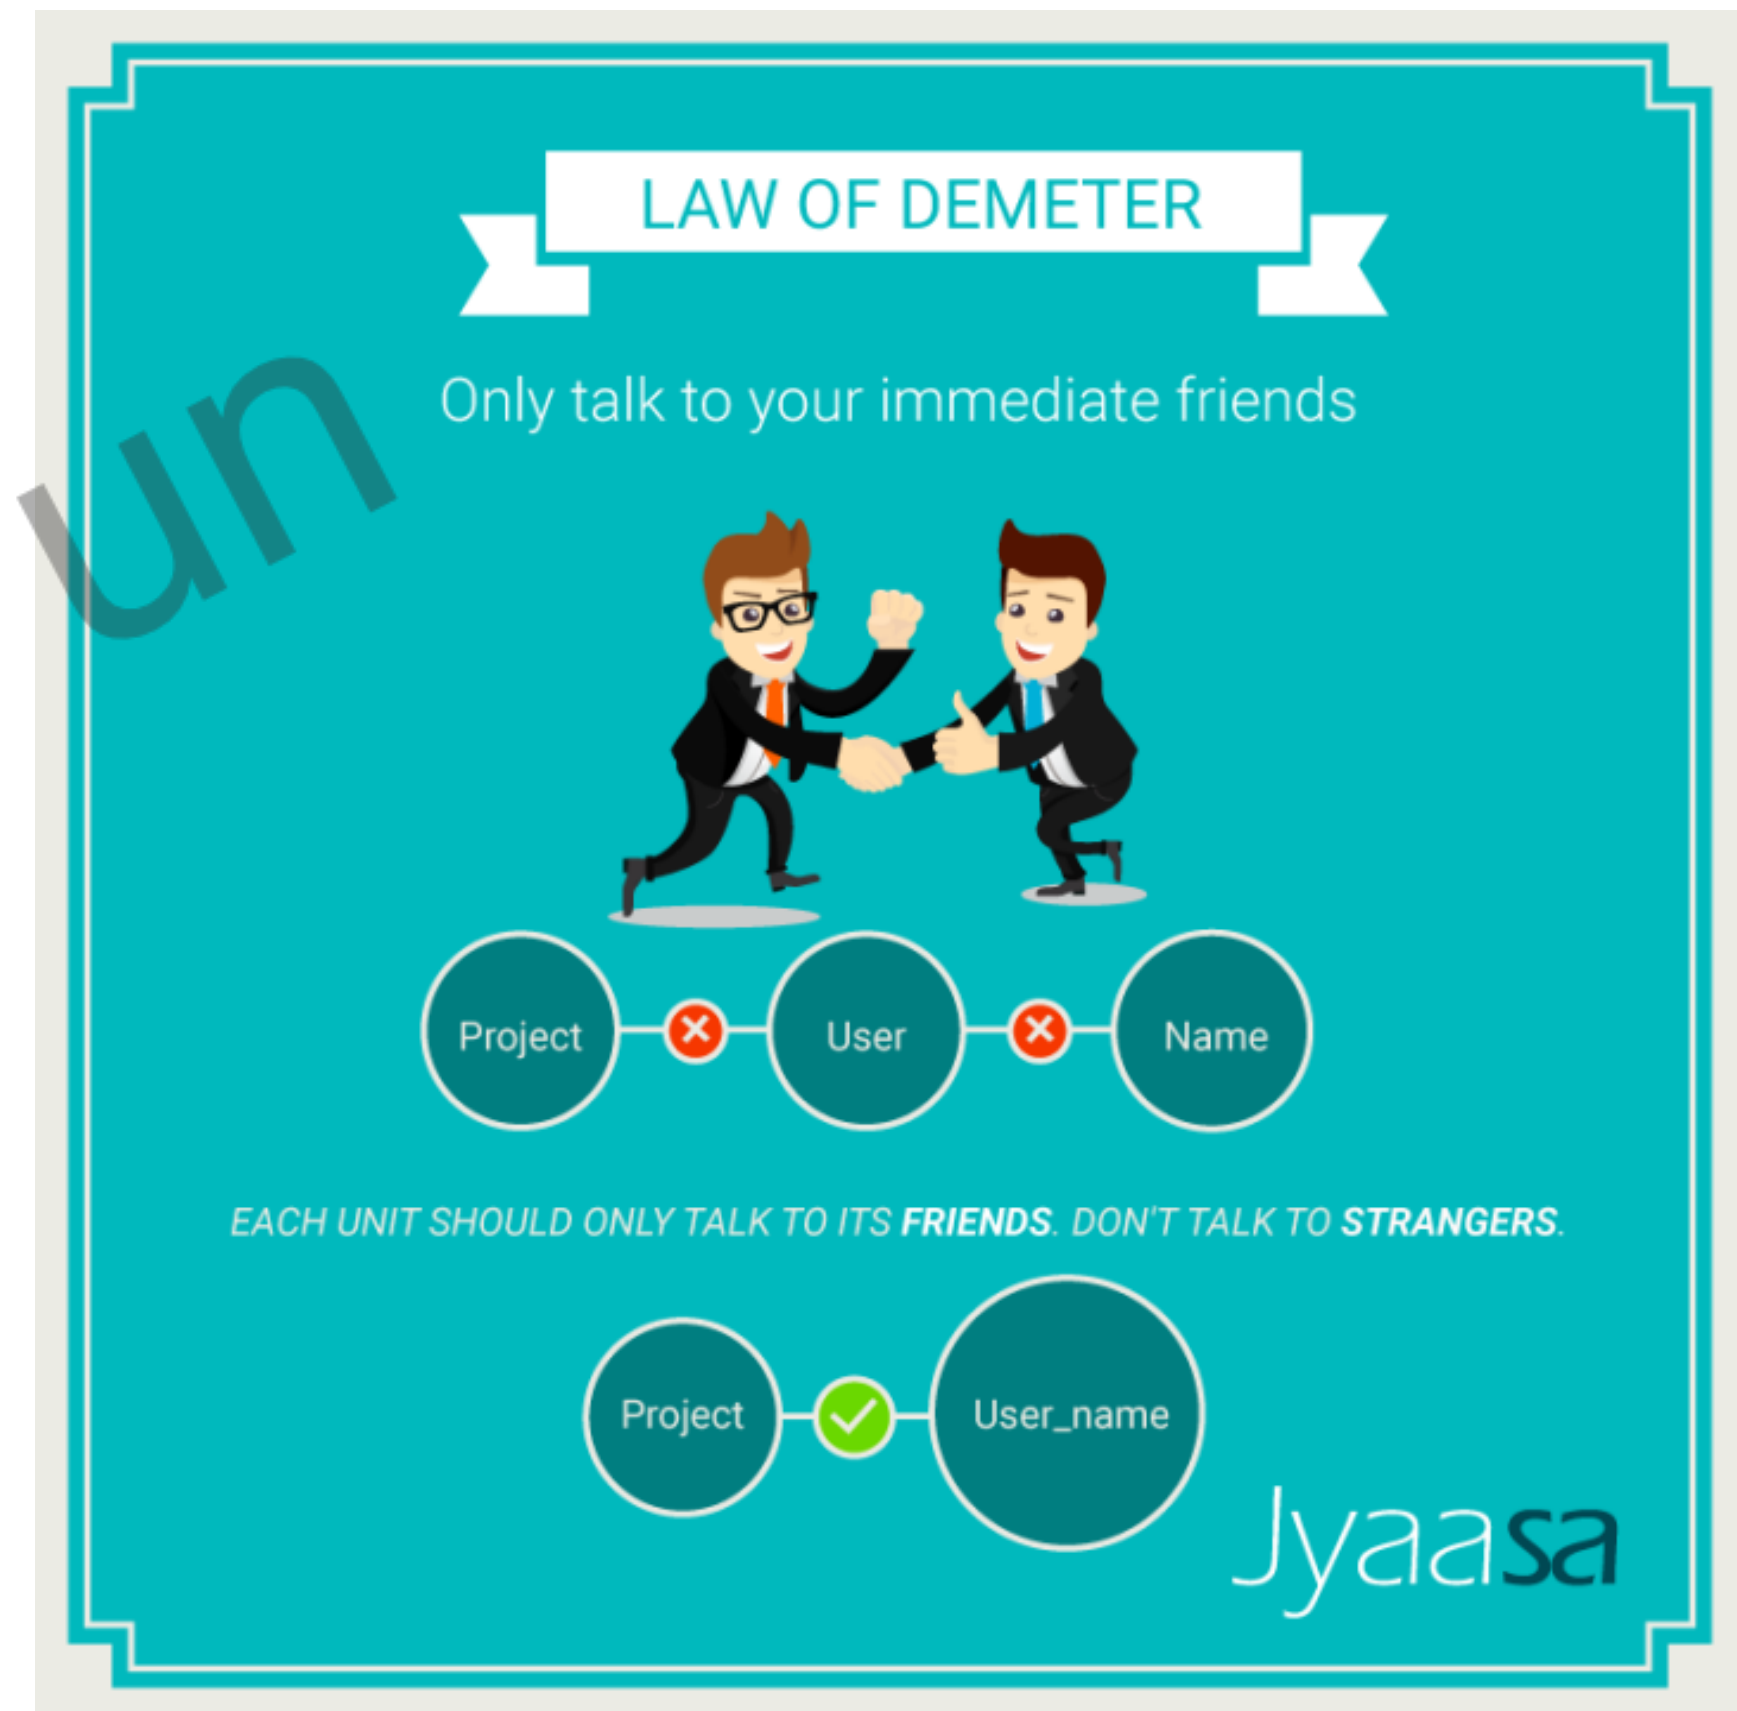 LAW OF DEMETER
Only talk to your immediate friends
un
Project
User
Name
EACH UNIT SHOULD ONLY TALK TO ITS FRIENDS. DON'T TALK TO STRANGERS.
Project
User_name
Jyaasa